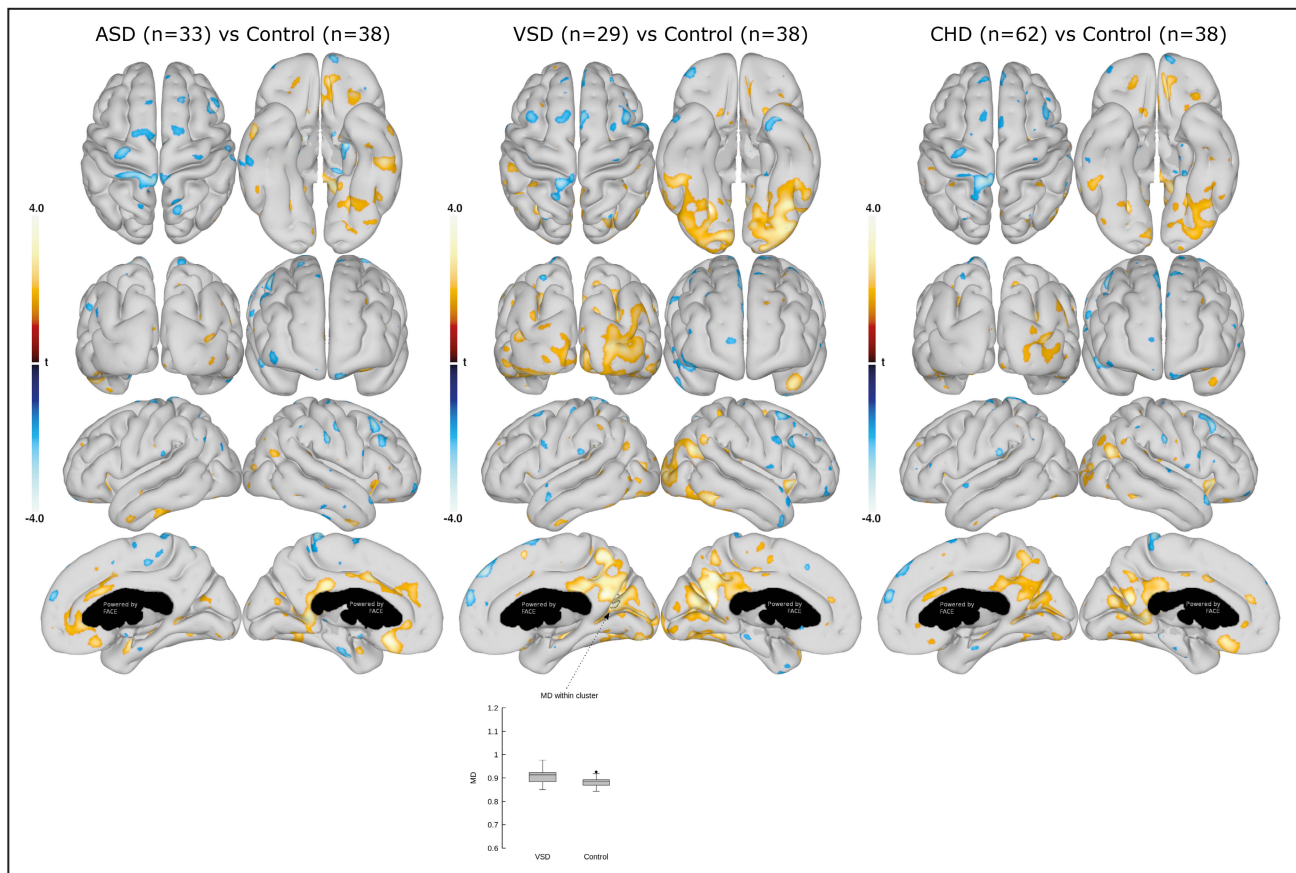 ASD (n=33) vs Control (n=38)
VSD (n=29) vs Control (n=38)
CHD (n=62) vs Control (n=38)
4.0
t
-4.0
4.0
t
-4.0
4.0
t
-4.0
Powered by
FACE
Powered by
FACE
Powered by
FACE
Powered by
FACE
Powered by
FACE
Powered by
FACE
MD within cluster
1.2
1.1
1
0.9
0.8
0.7
0.6
MD
VSD
Control